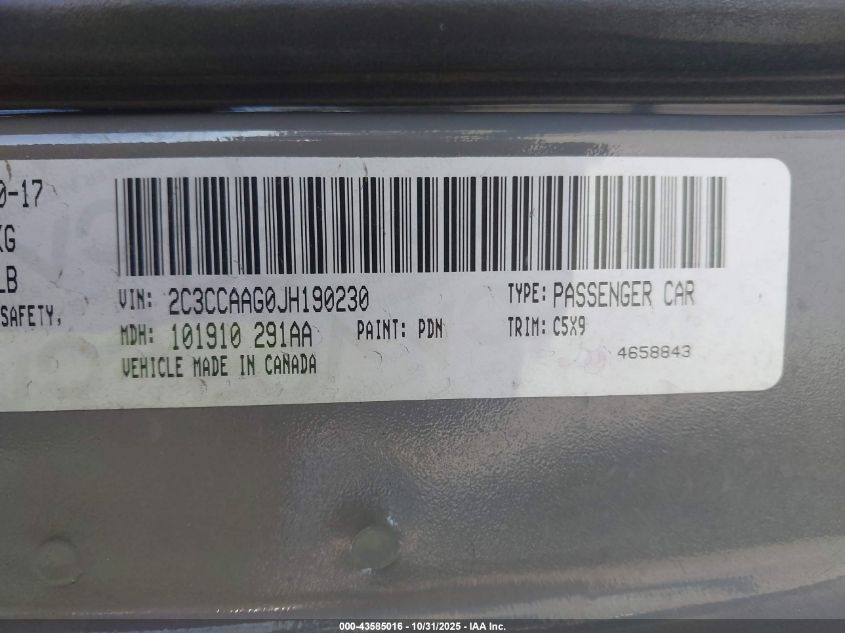 0-17
KG
LB
SAFETY,
VIN: 2C3CCAAG0JH190230
TYPE: PASSENGER CAR
MDH: 101910 291AA
PAINT: PDN
TRIM: C5X9
VEHICLE MADE IN CANADA
4658843
000-43585016 - 10/31/2025 - IAA Inc.